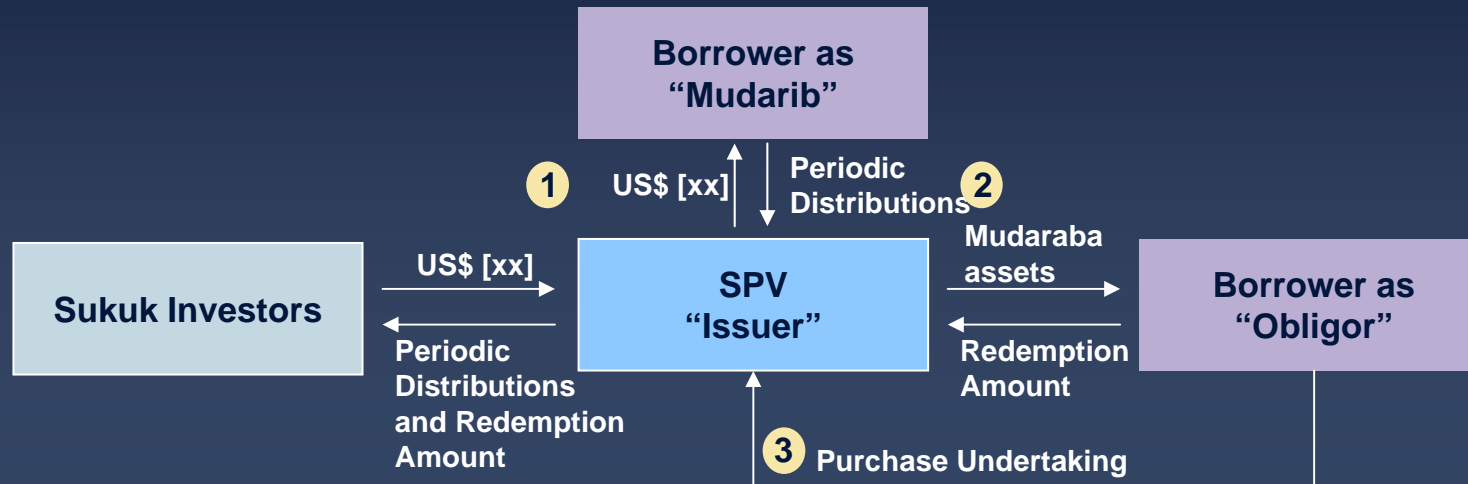 Borrower as
“Mudarib”
1
US$ [xx]
Periodic
Distributions
2
Sukuk Investors
US$ [xx]
Periodic
Distributions
and Redemption
Amount
SPV
“Issuer”
Mudaraba
assets
Redemption
Amount
Borrower as
“Obligor”
3
Purchase Undertaking